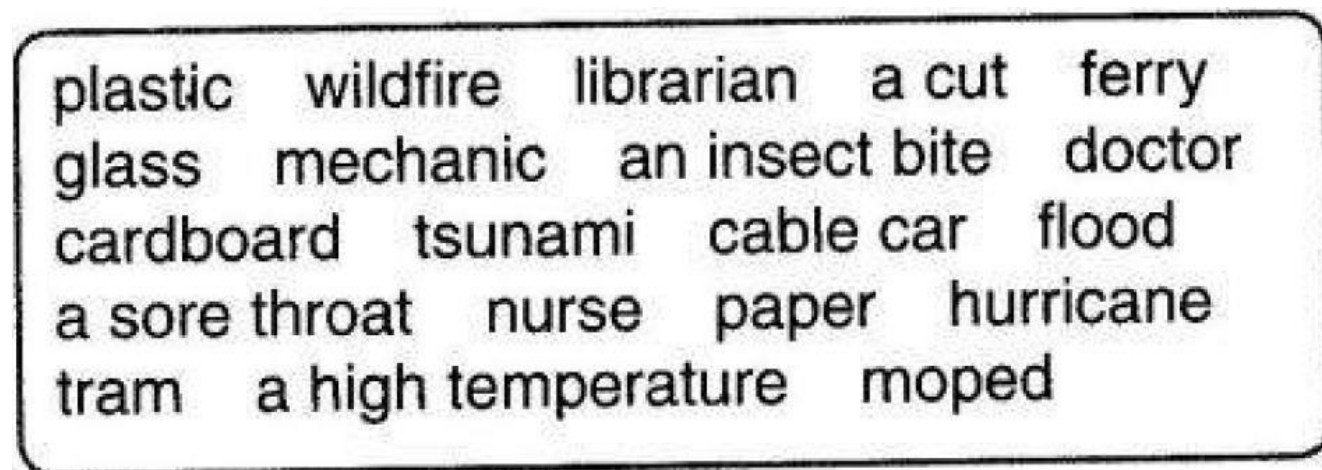 plastic wildfire librarian a cut ferry
glass mechanic an insect bite doctor
cardboard tsunami cable car flood
a sore throat nurse paper hurricane
tram a high temperature moped